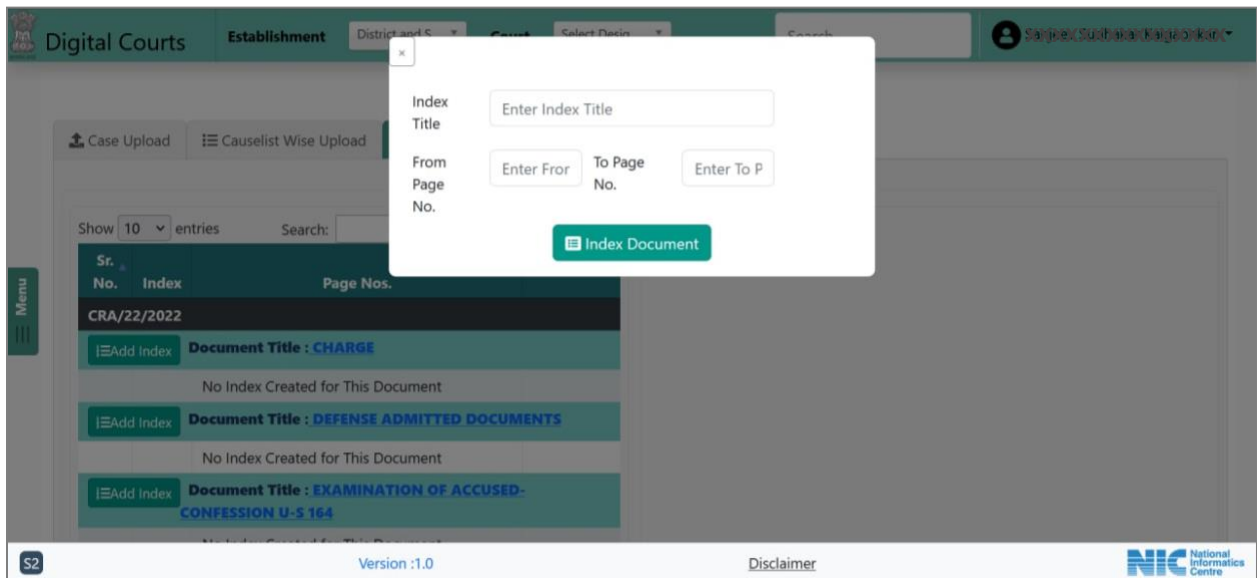 Digital Courts
Establishment
District and S
Search
×
Index Title
Enter Index Title
From Page No.
Enter Fror
To Page No.
Enter To P
Index Document
Case Upload
Causelist Wise Upload
Show 10 entries
Search:
Sr. No.
Index
Page Nos.
Menu
CRA/22/2022
Add Index
Document Title : CHARGE
No Index Created for This Document
Add Index
Document Title : DEFENSE ADMITTED DOCUMENTS
No Index Created for This Document
Add Index
Document Title : EXAMINATION OF ACCUSED-
CONFESSION U-S 164
S2
Version :1.0
Disclaimer
NIC
National
Informatics
Centre